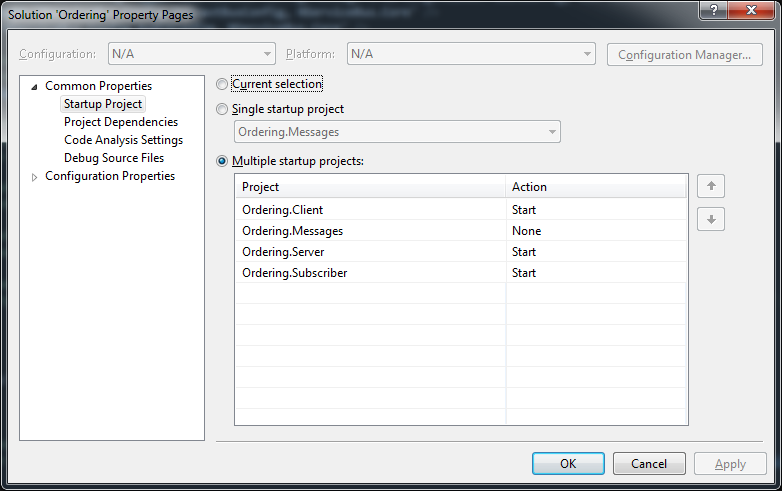 Solution 'Ordering' Property Pages
Configuration: N/A Platform: N/A Configuration Manager...
Common Properties
Startup Project
Project Dependencies
Code Analysis Settings
Debug Source Files
Configuration Properties
Current selection
Single startup project
Ordering.Messages
Multiple startup projects:
Project Action
Ordering.Client Start
Ordering.Messages None
Ordering.Server Start
Ordering.Subscriber Start
OK Cancel Apply